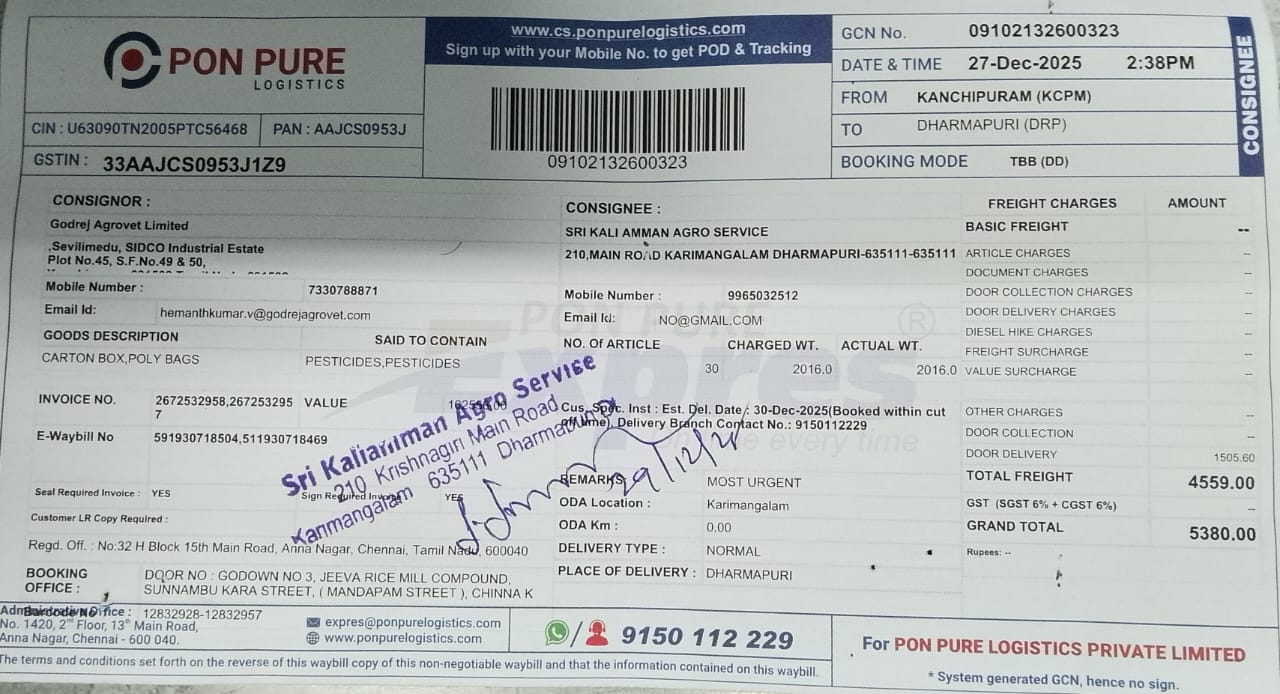 PON PURE
LOGISTICS
CIN : U63090TN2005PTC56468
PAN : AAJCS0953J
GSTIN : 33AAJCS0953J1Z9
www.cs.ponpurelogistics.com
Sign up with your Mobile No. to get POD & Tracking
09102132600323
GCN No. 09102132600323
DATE & TIME 27-Dec-2025 2:38PM
FROM KANCHIPURAM (KCPM)
TO DHARMAPURI (DRP)
BOOKING MODE TBB (DD)
CONSIGNEE
CONSIGNOR :
Godrej Agrovet Limited
,Sevilimedu, SIDCO Industrial Estate
Plot No.45, S.F.No.49 & 50,
Mobile Number : 7330788871
Email Id: hemanthkumar.v@godrejagrovet.com
GOODS DESCRIPTION SAID TO CONTAIN
CARTON BOX,POLY BAGS PESTICIDES,PESTICIDES
INVOICE NO. 2672532958,267253295
7
VALUE
E-Waybill No 591930718504,511930718469
Seal Required Invoice : YES
Sign Required Invoice YES
Customer LR Copy Required :
CONSIGNEE :
SRI KALI AMMAN AGRO SERVICE
210,MAIN ROAD KARIMANGALAM DHARMAPURI-635111-635111
Mobile Number : 9965032512
Email Id: NO@GMAIL.COM
NO. OF ARTICLE CHARGED WT. ACTUAL WT.
30 2016.0 2016.0
PON PURE
Expres
®
time
Cus. Spec. Inst : Est. Del. Date : 30-Dec-2025(Booked within cut
off time), Delivery Branch Contact No.: 9150112229
REMARKS: MOST URGENT
ODA Location : Karimangalam
ODA Km : 0.00
DELIVERY TYPE : NORMAL
PLACE OF DELIVERY : DHARMAPURI
FREIGHT CHARGES AMOUNT
BASIC FREIGHT --
ARTICLE CHARGES --
DOCUMENT CHARGES --
DOOR COLLECTION CHARGES --
DOOR DELIVERY CHARGES --
DIESEL HIKE CHARGES --
FREIGHT SURCHARGE --
VALUE SURCHARGE --
OTHER CHARGES --
DOOR COLLECTION --
DOOR DELIVERY 1505.60
TOTAL FREIGHT 4559.00
GST (SGST 6% + CGST 6%) --
GRAND TOTAL 5380.00
Rupees: --
Sri Kaliamman Agro Service
210 Krishnagiri Main Road
Karimangalam 635111 Dharmapuri
29/12/2
Regd. Off. : No:32 H Block 15th Main Road, Anna Nagar, Chennai, Tamil Nadu, 600040
BOOKING
OFFICE :
DOOR NO : GODOWN NO 3, JEEVA RICE MILL COMPOUND,
SUNNAMBU KARA STREET, ( MANDAPAM STREET ), CHINNA K
Administrative Office :
Barcode No 12832928-12832957
No. 1420, 2nd Floor, 13th Main Road,
Anna Nagar, Chennai - 600 040.
expres@ponpurelogistics.com
www.ponpurelogistics.com
9150 112 229
For PON PURE LOGISTICS PRIVATE LIMITED
* System generated GCN, hence no sign.
The terms and conditions set forth on the reverse of this waybill copy of this non-negotiable waybill and that the information contained on this waybill.